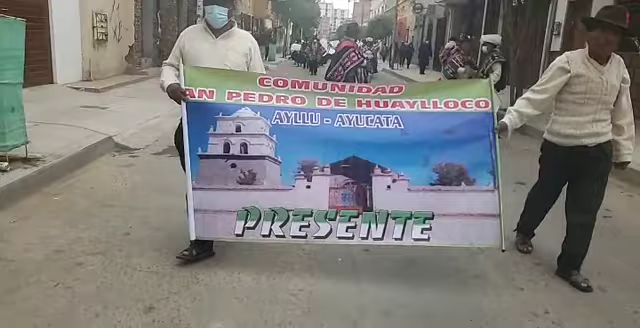 COMUNIDAD
AN PEDRO DE HUAYLLOCO
AYLLU - AYUCATA
PRESENTE